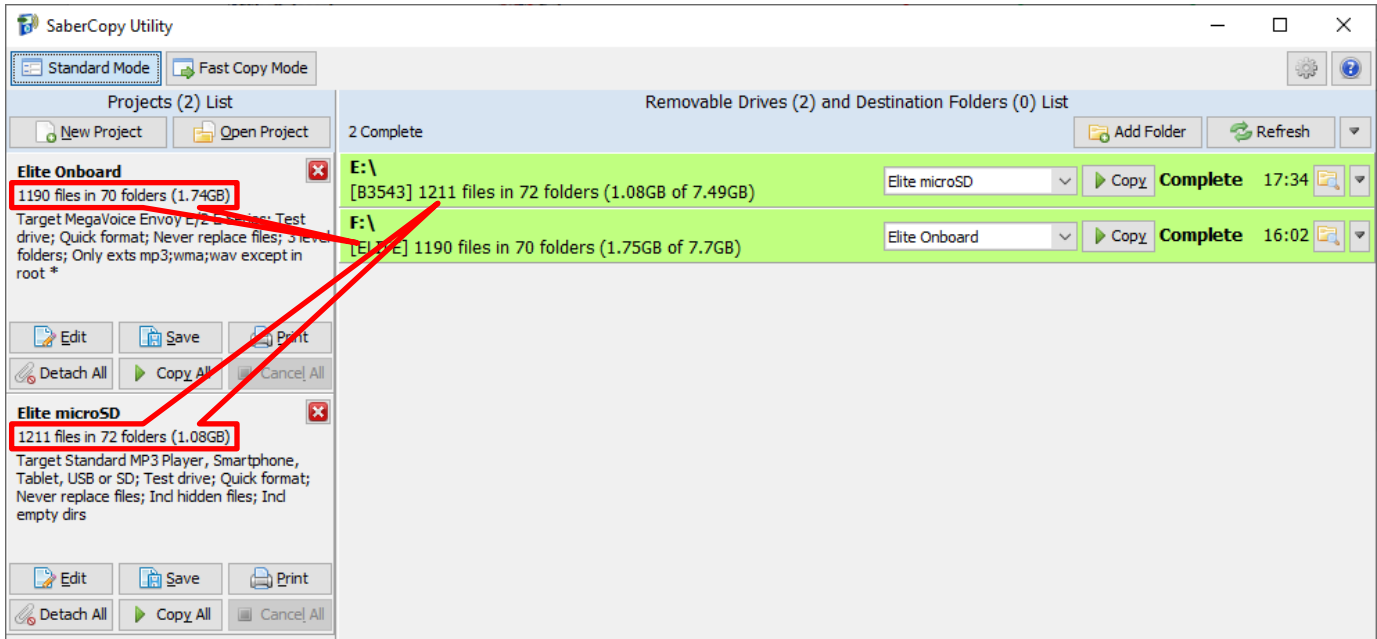 SaberCopy Utility
Standard Mode
Fast Copy Mode
Projects (2) List
Removable Drives (2) and Destination Folders (0) List
New Project
Open Project
2 Complete
Add Folder
Refresh
Elite Onboard
1190 files in 70 folders (1.74GB)
Target MegaVoice Envoy E/2 E Series; Test
drive; Quick format; Never replace files; 3 level
folders; Only exts mp3;wma;wav except in
root *
Edit
Save
Print
Detach All
Copy All
Cancel All
Elite microSD
1211 files in 72 folders (1.08GB)
Target Standard MP3 Player, Smartphone,
Tablet, USB or SD; Test drive; Quick format;
Never replace files; Incl hidden files; Incl
empty dirs
Edit
Save
Print
Detach All
Copy All
Cancel All
E:\
[B3543] 1211 files in 72 folders (1.08GB of 7.49GB)
Elite microSD
Copy
Complete
17:34
F:\
[ELITE] 1190 files in 70 folders (1.75GB of 7.7GB)
Elite Onboard
Copy
Complete
16:02